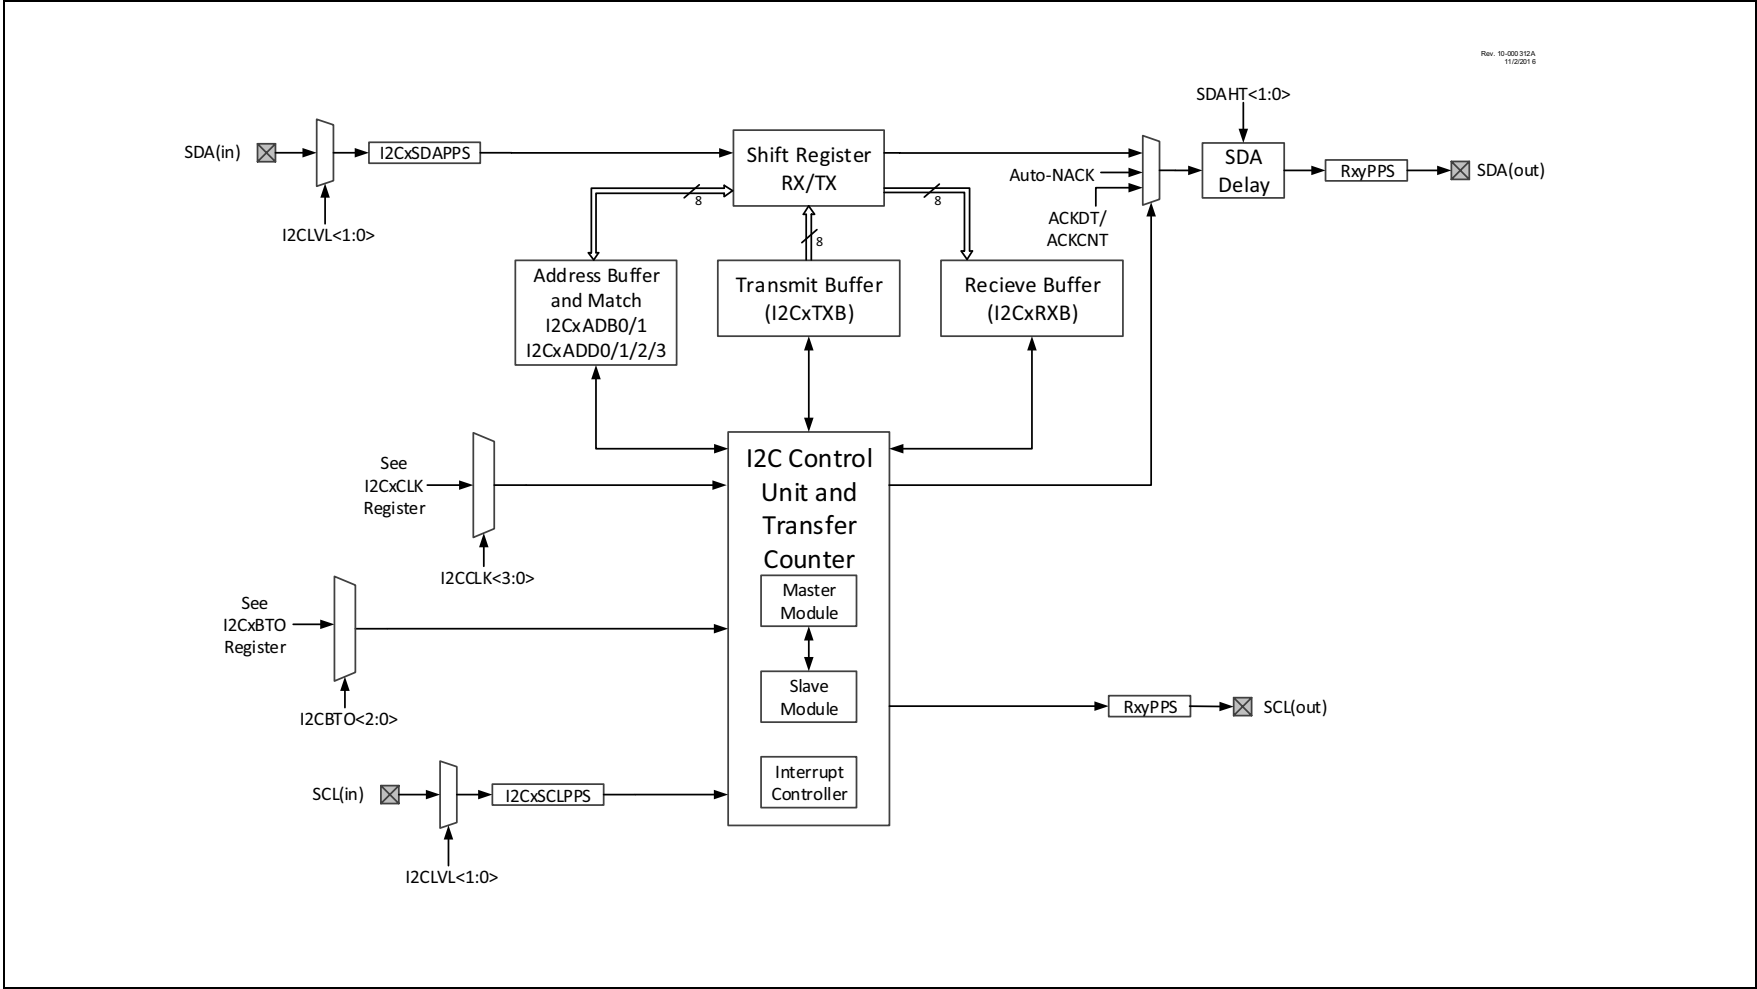 Rev. 10-000312A
11/2/2016
SDAHT<1:0>
SDA(in)
I2CxSDAPPS
I2CLVL<1:0>
Shift Register
RX/TX
8
8
8
Auto-NACK
ACKDT/
ACKCNT
SDA
Delay
RxyPPS
SDA(out)
Address Buffer
and Match
I2CxADB0/1
I2CxADD0/1/2/3
Transmit Buffer
(I2CxTXB)
Recieve Buffer
(I2CxRXB)
See
I2CxCLK
Register
I2CCLK<3:0>
I2C Control
Unit and
Transfer
Counter
Master
Module
Slave
Module
Interrupt
Controller
See
I2CxBTO
Register
I2CBTO<2:0>
RxyPPS
SCL(out)
SCL(in)
I2CxSCLPPS
I2CLVL<1:0>